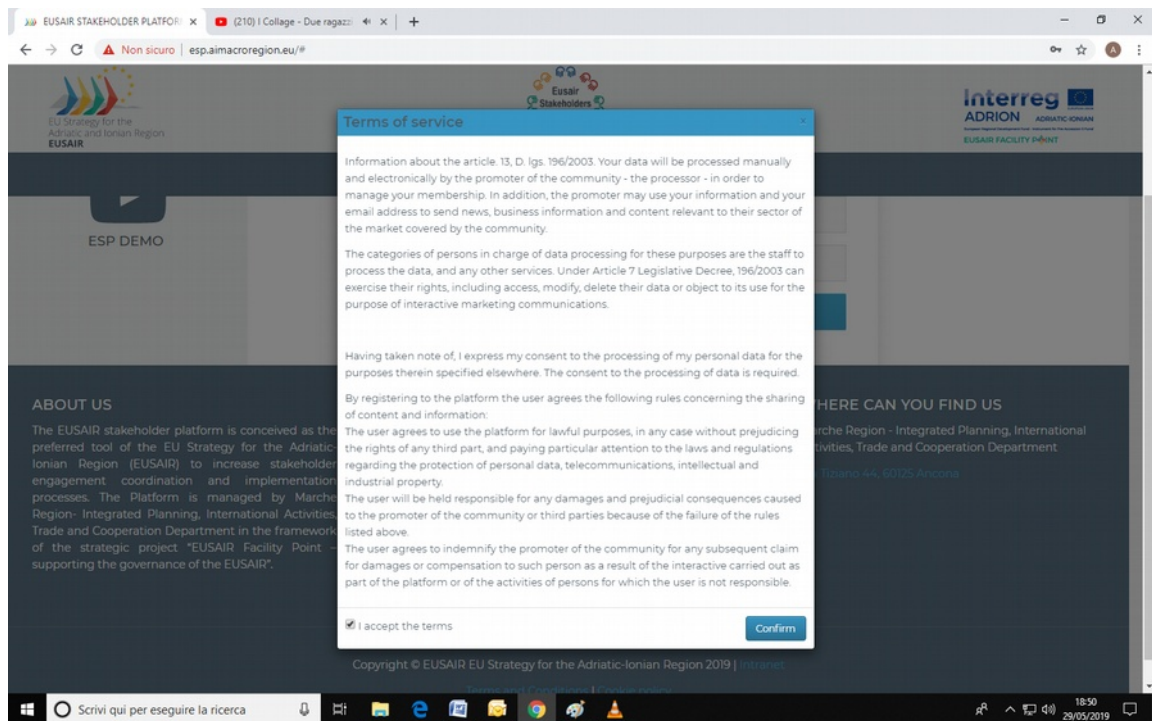 EUSAIR STAKEHOLDER PLATFOR
(210) I Collage - Due ragazzi
Non sicuro | esp.aimacroregion.eu/#
A
EU Strategy for the
Adriatic and Ionian Region
EUSAIR
Eusair
Stakeholders
Interreg
ADRION ADRIATIC-IONIAN
EUSAIR FACILITY POINT
ESP DEMO
Terms of service
Information about the article. 13, D. lgs. 196/2003. Your data will be processed manually
and electronically by the promoter of the community - the processor - in order to
manage your membership. In addition, the promoter may use your information and your
email address to send news, business information and content relevant to their sector of
the market covered by the community.
The categories of persons in charge of data processing for these purposes are the staff to
process the data, and any other services. Under Article 7 Legislative Decree, 196/2003 can
exercise their rights, including access, modify, delete their data or object to its use for the
purpose of interactive marketing communications.
Having taken note of, I express my consent to the processing of my personal data for the
purposes therein specified elsewhere. The consent to the processing of data is required.
By registering to the platform the user agrees the following rules concerning the sharing
of content and information:
The user agrees to use the platform for lawful purposes, in any case without prejudicing
the rights of any third part, and paying particular attention to the laws and regulations
regarding the protection of personal data, telecommunications, intellectual and
industrial property.
The user will be held responsible for any damages and prejudicial consequences caused
to the promoter of the community or third parties because of the failure of the rules
listed above.
The user agrees to indemnify the promoter of the community for any subsequent claim
for damages or compensation to such person as a result of the interactive carried out as
part of the platform or of the activities of persons for which the user is not responsible.
I accept the terms
Confirm
ABOUT US
The EUSAIR stakeholder platform is conceived as the
preferred tool of the EU Strategy for the Adriatic-
Ionian Region (EUSAIR) to increase stakeholder
engagement coordination and implementation
processes. The Platform is managed by Marche
Region- Integrated Planning, International Activities,
Trade and Cooperation Department in the framework
of the strategic project "EUSAIR Facility Point –
supporting the governance of the EUSAIR".
HERE CAN YOU FIND US
arche Region - Integrated Planning, International
tivities, Trade and Cooperation Department
Tiziano 44, 60125 Ancona
Copyright © EUSAIR EU Strategy for the Adriatic-Ionian Region 2019 | Intranet
Terms and Conditions | Cookie policy
Scrivi qui per eseguire la ricerca
18:50
29/05/2019